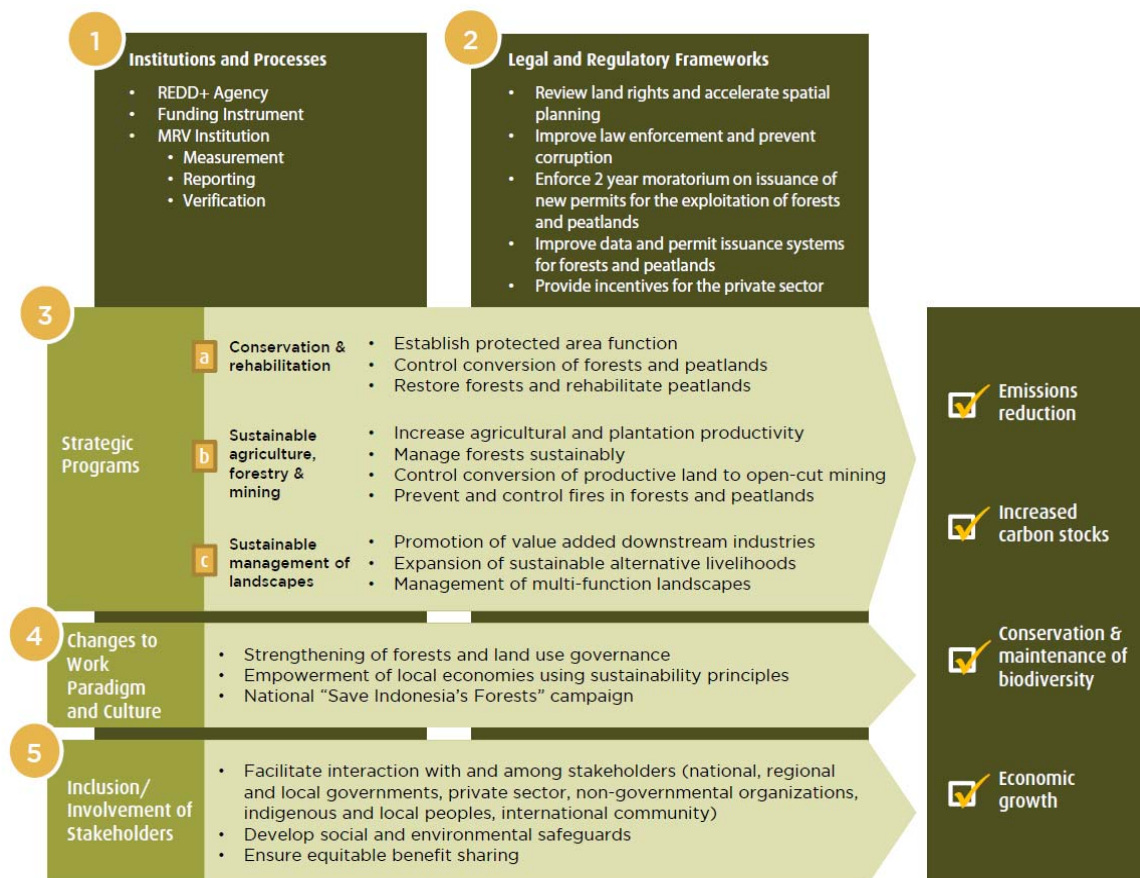 1
Institutions and Processes
• REDD+ Agency
• Funding Instrument
• MRV Institution
• Measurement
• Reporting
• Verification
2
Legal and Regulatory Frameworks
• Review land rights and accelerate spatial
planning
• Improve law enforcement and prevent
corruption
• Enforce 2 year moratorium on issuance of
new permits for the exploitation of forests
and peatlands
• Improve data and permit issuance systems
for forests and peatlands
• Provide incentives for the private sector
3
Strategic
Programs
a
Conservation &
rehabilitation
• Establish protected area function
• Control conversion of forests and peatlands
• Restore forests and rehabilitate peatlands
b
Sustainable
agriculture,
forestry &
mining
• Increase agricultural and plantation productivity
• Manage forests sustainably
• Control conversion of productive land to open-cut mining
• Prevent and control fires in forests and peatlands
c
Sustainable
management of
landscapes
• Promotion of value added downstream industries
• Expansion of sustainable alternative livelihoods
• Management of multi-function landscapes
4
Changes to
Work
Paradigm
and Culture
• Strengthening of forests and land use governance
• Empowerment of local economies using sustainability principles
• National “Save Indonesia’s Forests” campaign
5
Inclusion/
Involvement of
Stakeholders
• Facilitate interaction with and among stakeholders (national, regional
and local governments, private sector, non-governmental organizations,
indigenous and local peoples, international community)
• Develop social and environmental safeguards
• Ensure equitable benefit sharing
Emissions
reduction
Increased
carbon stocks
Conservation &
maintenance of
biodiversity
Economic
growth